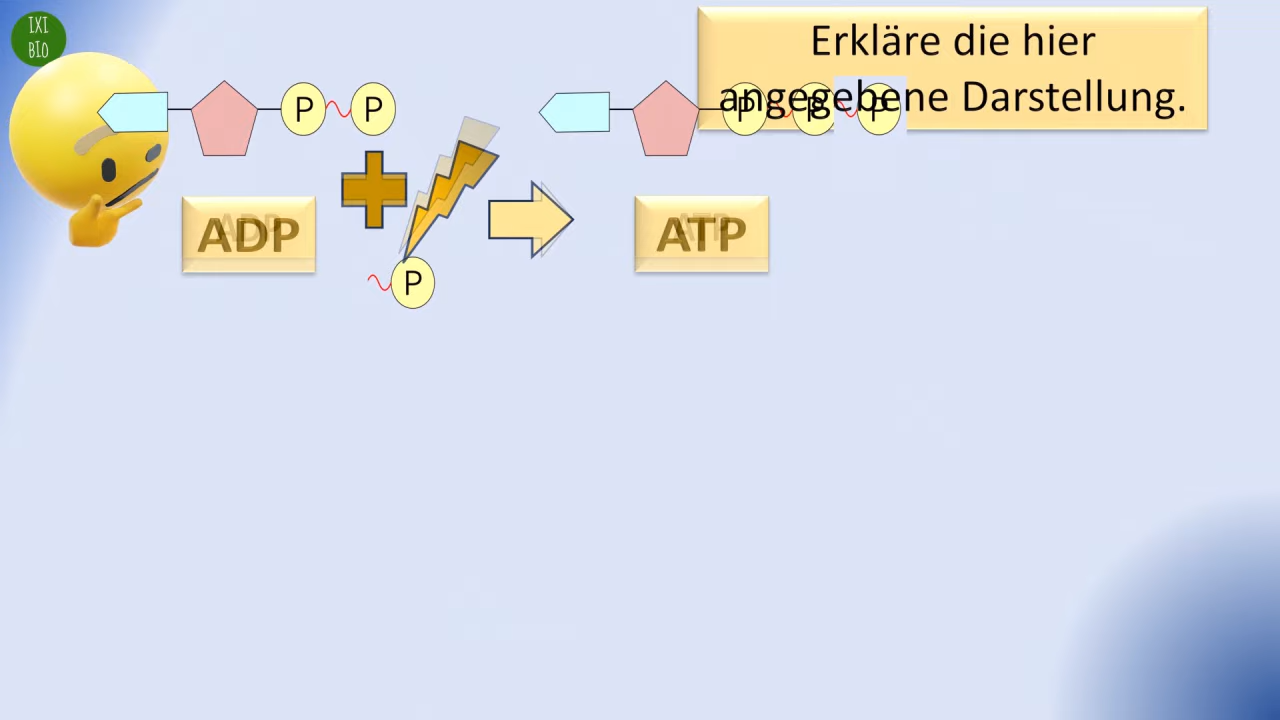 IXI
BIO
Erkläre die hier
angegebene Darstellung.
P P
P P P
ADP
ATP
P